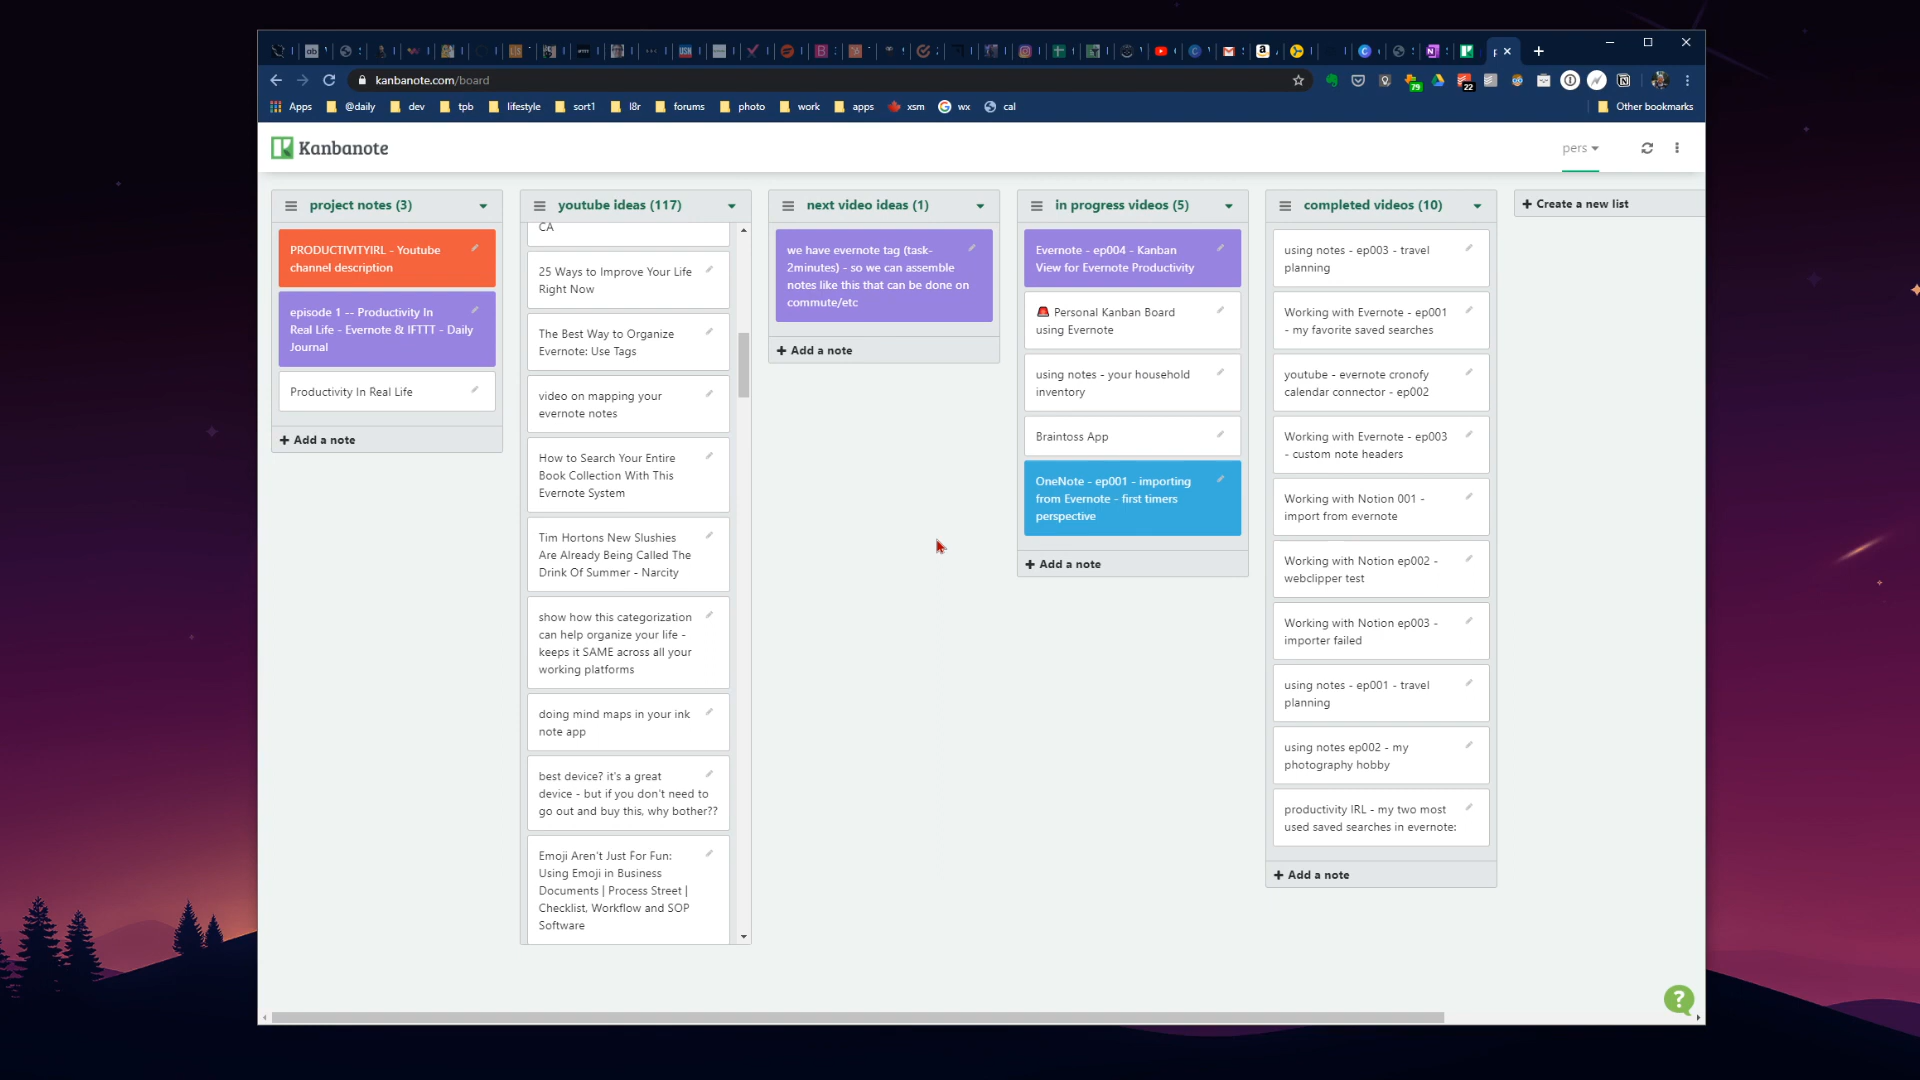 kanbanote.com/board
79
22
Apps
@daily
dev
tpb
lifestyle
sort1
l8r
forums
photo
work
apps
xsm
wx
cal
Other bookmarks
Kanbanote
pers
project notes (3)
PRODUCTIVITYIRL - Youtube
channel description
episode 1 -- Productivity In
Real Life - Evernote & IFTTT - Daily
Journal
Productivity In Real Life
+ Add a note
youtube ideas (117)
CA
25 Ways to Improve Your Life
Right Now
The Best Way to Organize
Evernote: Use Tags
video on mapping your
evernote notes
How to Search Your Entire
Book Collection With This
Evernote System
Tim Hortons New Slushies
Are Already Being Called The
Drink Of Summer - Narcity
show how this categorization
can help organize your life -
keeps it SAME across all your
working platforms
doing mind maps in your ink
note app
best device? it's a great
device - but if you don't need to
go out and buy this, why bother??
Emoji Aren't Just For Fun:
Using Emoji in Business
Documents | Process Street |
Checklist, Workflow and SOP
Software
next video ideas (1)
we have evernote tag (task-
2minutes) - so we can assemble
notes like this that can be done on
commute/etc
+ Add a note
in progress videos (5)
Evernote - ep004 - Kanban
View for Evernote Productivity
Personal Kanban Board
using Evernote
using notes - your household
inventory
Braintoss App
OneNote - ep001 - importing
from Evernote - first timers
perspective
+ Add a note
completed videos (10)
using notes - ep003 - travel
planning
Working with Evernote - ep001
- my favorite saved searches
youtube - evernote cronofy
calendar connector - ep002
Working with Evernote - ep003
- custom note headers
Working with Notion 001 -
import from evernote
Working with Notion ep002 -
webclipper test
Working with Notion ep003 -
importer failed
using notes - ep001 - travel
planning
using notes ep002 - my
photography hobby
productivity IRL - my two most
used saved searches in evernote:
+ Add a note
+ Create a new list
?